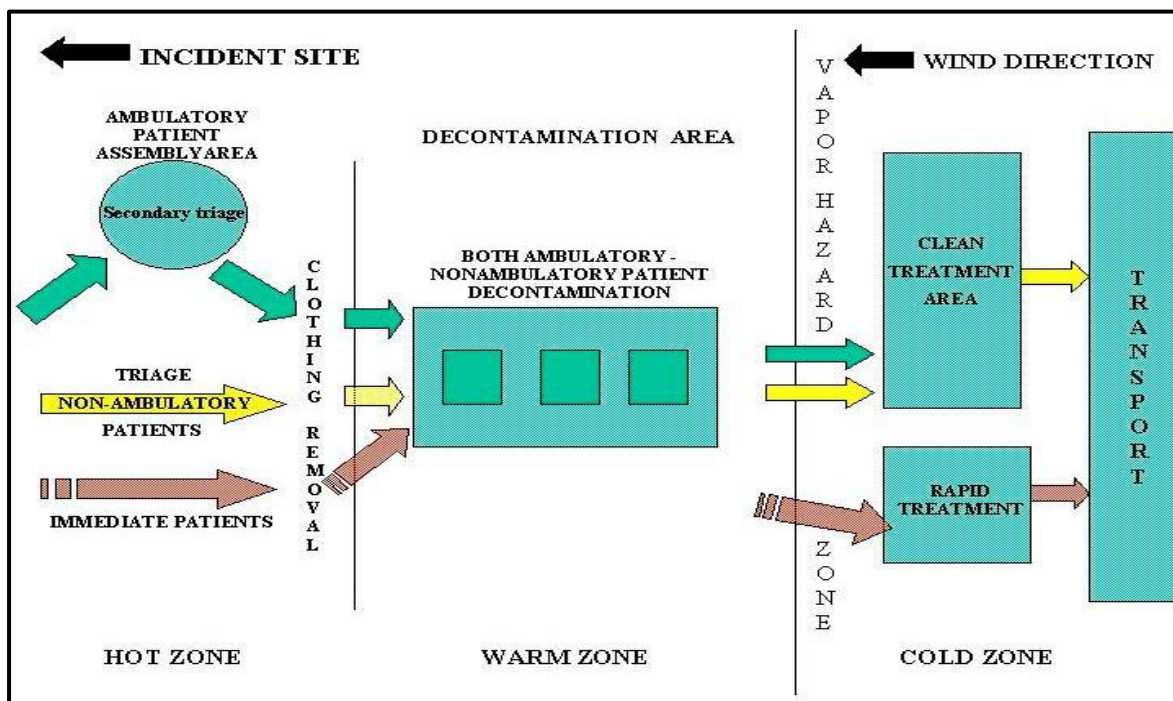 INCIDENT SITE
WIND DIRECTION
AMBULATORY
PATIENT
ASSEMBLY AREA
Secondary triage
DECONTAMINATION AREA
CLOTHING REMOVAL
TRIAGE
NON-AMBULATORY
PATIENTS
IMMEDIATE PATIENTS
BOTH AMBULATORY -
NONAMBULATORY PATIENT
DECONTAMINATION
VAPOR HAZARD ZONE
CLEAN
TREATMENT
AREA
RAPID
TREATMENT
TRANSPORT
HOT ZONE
WARM ZONE
COLD ZONE